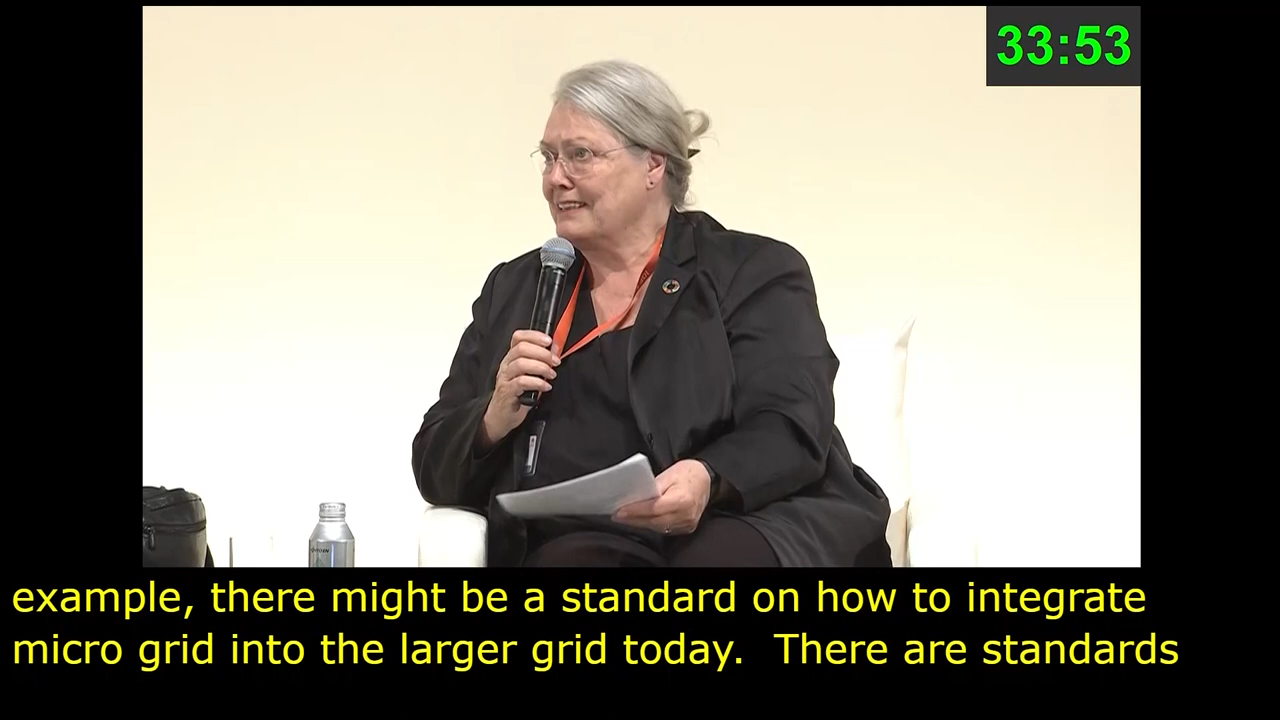 33:53
example, there might be a standard on how to integrate
micro grid into the larger grid today.  There are standards